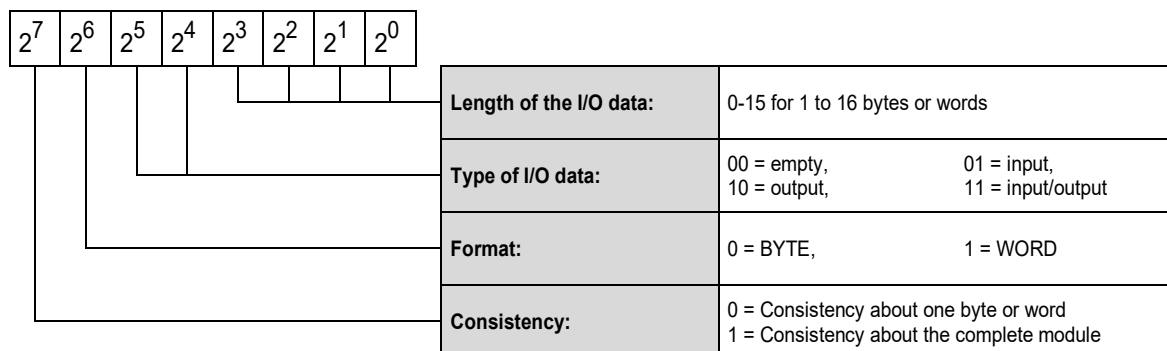 2^7 2^6 2^5 2^4 2^3 2^2 2^1 2^0
Length of the I/O data: 0-15 for 1 to 16 bytes or words
Type of I/O data: 00 = empty, 01 = input,
10 = output, 11 = input/output
Format: 0 = BYTE, 1 = WORD
Consistency: 0 = Consistency about one byte or word
1 = Consistency about the complete module